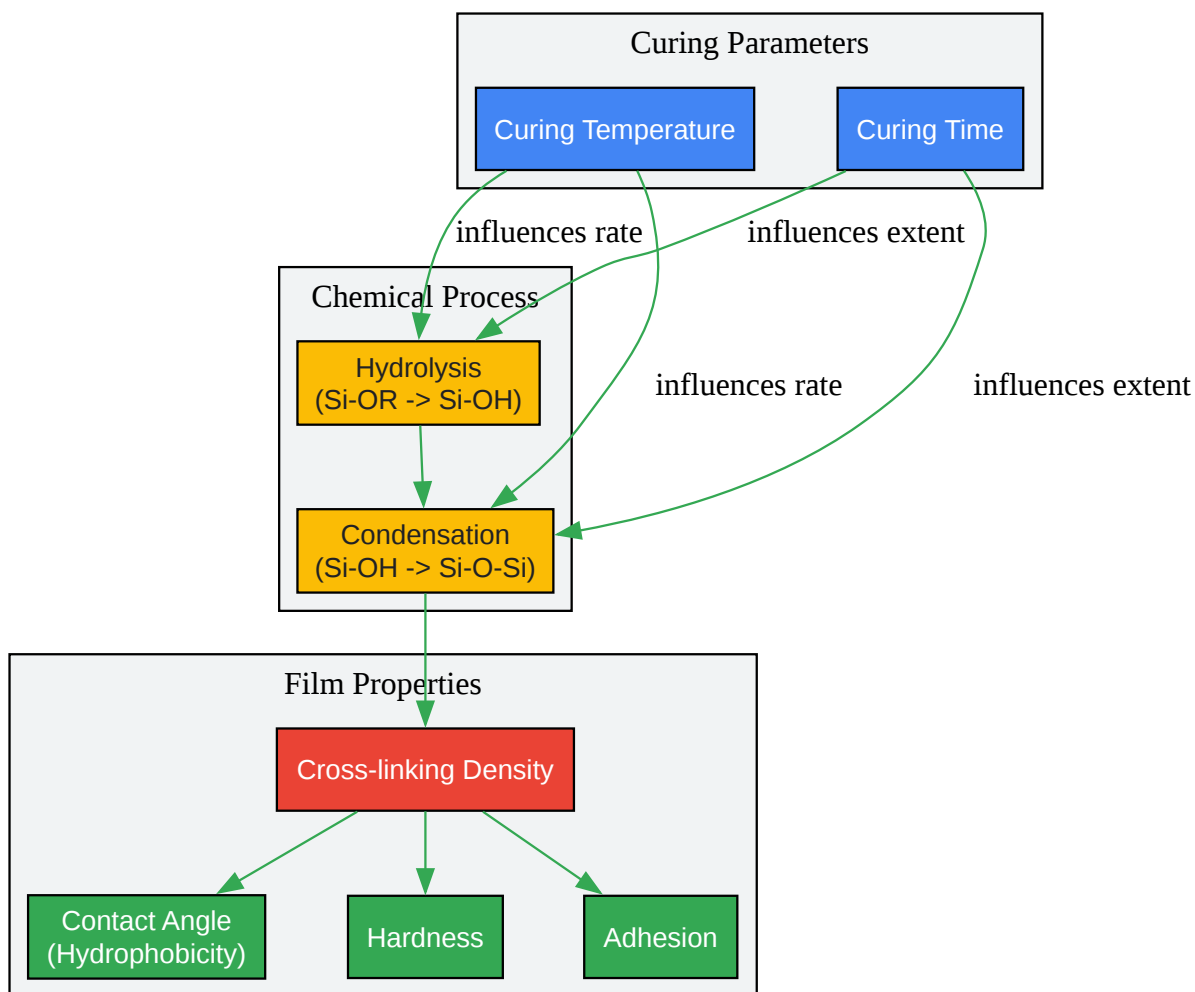 Curing Parameters
Curing Temperature
Curing Time
influences rate
influences extent
Chemical Process
Hydrolysis
(Si-OR -> Si-OH)
influences rate
influences extent
Condensation
(Si-OH -> Si-O-Si)
Film Properties
Cross-linking Density
Contact Angle
(Hydrophobicity)
Hardness
Adhesion